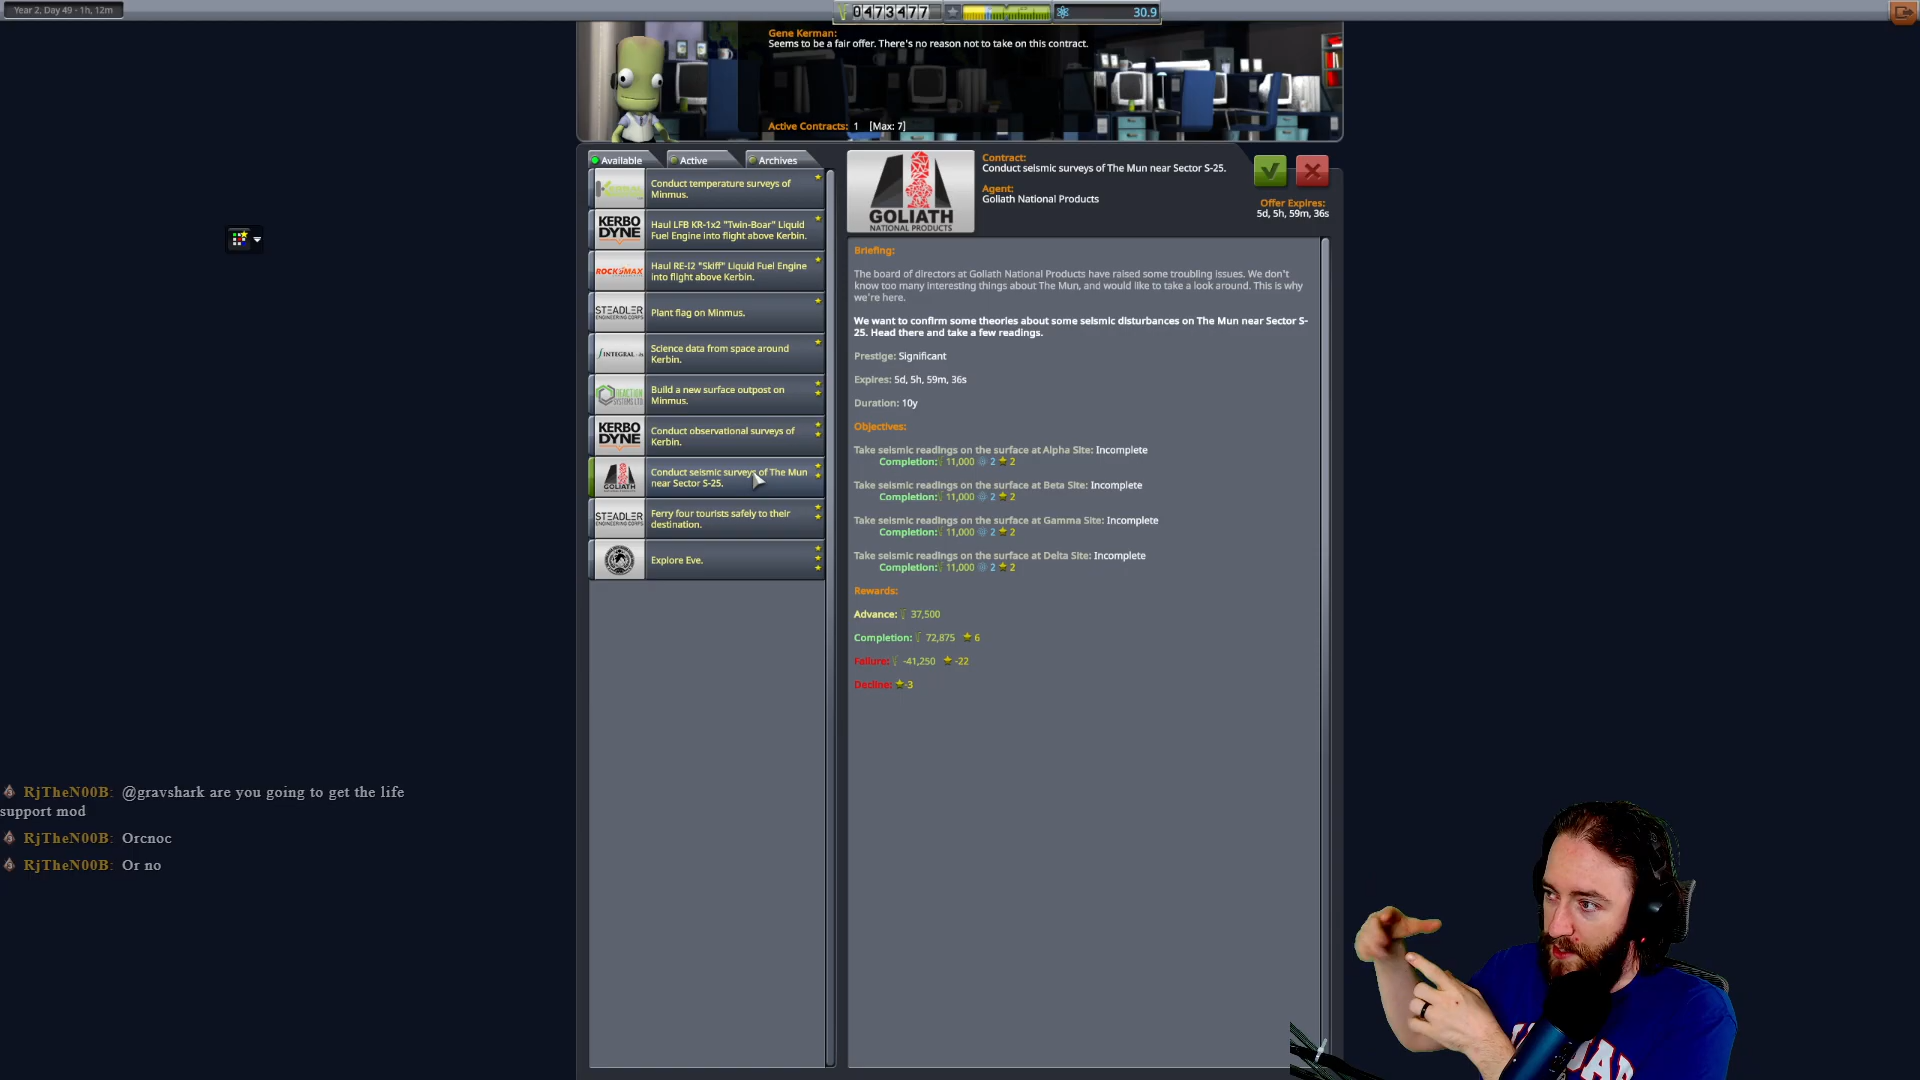 Year 2, Day 49 - 1h, 12m
0473477
30.9
Gene Kerman:
Seems to be a fair offer. There's no reason not to take on this contract.
Active Contracts: 1 [Max: 7]
Available
Active
Archives
Conduct temperature surveys of
Minmus.
KERBO
DYNE
Haul LFB KR-1x2 "Twin-Boar" Liquid
Fuel Engine into flight above Kerbin.
ROCKOMAX
Haul RE-I2 "Skiff" Liquid Fuel Engine
into flight above Kerbin.
STEADLER
ENGINEERING CORPS
Plant flag on Minmus.
INTEGRAL
Science data from space around
Kerbin.
REACTION
SYSTEMS LTD
Build a new surface outpost on
Minmus.
KERBO
DYNE
Conduct observational surveys of
Kerbin.
GOLIATH
Conduct seismic surveys of The Mun
near Sector S-25.
STEADLER
ENGINEERING CORPS
Ferry four tourists safely to their
destination.
Explore Eve.
GOLIATH
NATIONAL PRODUCTS
Contract:
Conduct seismic surveys of The Mun near Sector S-25.
Agent:
Goliath National Products
Offer Expires:
5d, 5h, 59m, 36s
Briefing:
The board of directors at Goliath National Products have raised some troubling issues. We don't
know too many interesting things about The Mun, and would like to take a look around. This is why
we're here.
We want to confirm some theories about some seismic disturbances on The Mun near Sector S-
25. Head there and take a few readings.
Prestige: Significant
Expires: 5d, 5h, 59m, 36s
Duration: 10y
Objectives:
Take seismic readings on the surface at Alpha Site: Incomplete
Completion: 11,000 2 2
Take seismic readings on the surface at Beta Site: Incomplete
Completion: 11,000 2 2
Take seismic readings on the surface at Gamma Site: Incomplete
Completion: 11,000 2 2
Take seismic readings on the surface at Delta Site: Incomplete
Completion: 11,000 2 2
Rewards:
Advance: 37,500
Completion: 72,875 6
Failure: -41,250 -22
Decline: -3
RjTheN00B: @gravshark are you going to get the life
support mod
RjTheN00B: Orcnoc
RjTheN00B: Or no